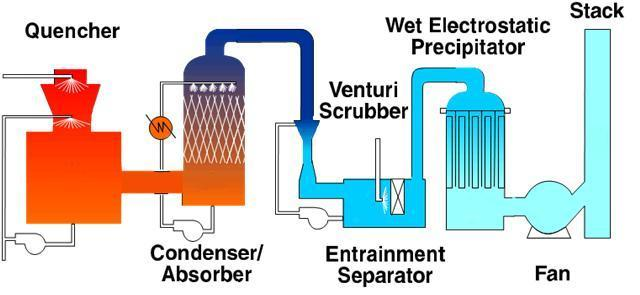 Quencher
Condenser/
Absorber
Venturi
Scrubber
Entrainment
Separator
Wet Electrostatic
Precipitator
Fan
Stack